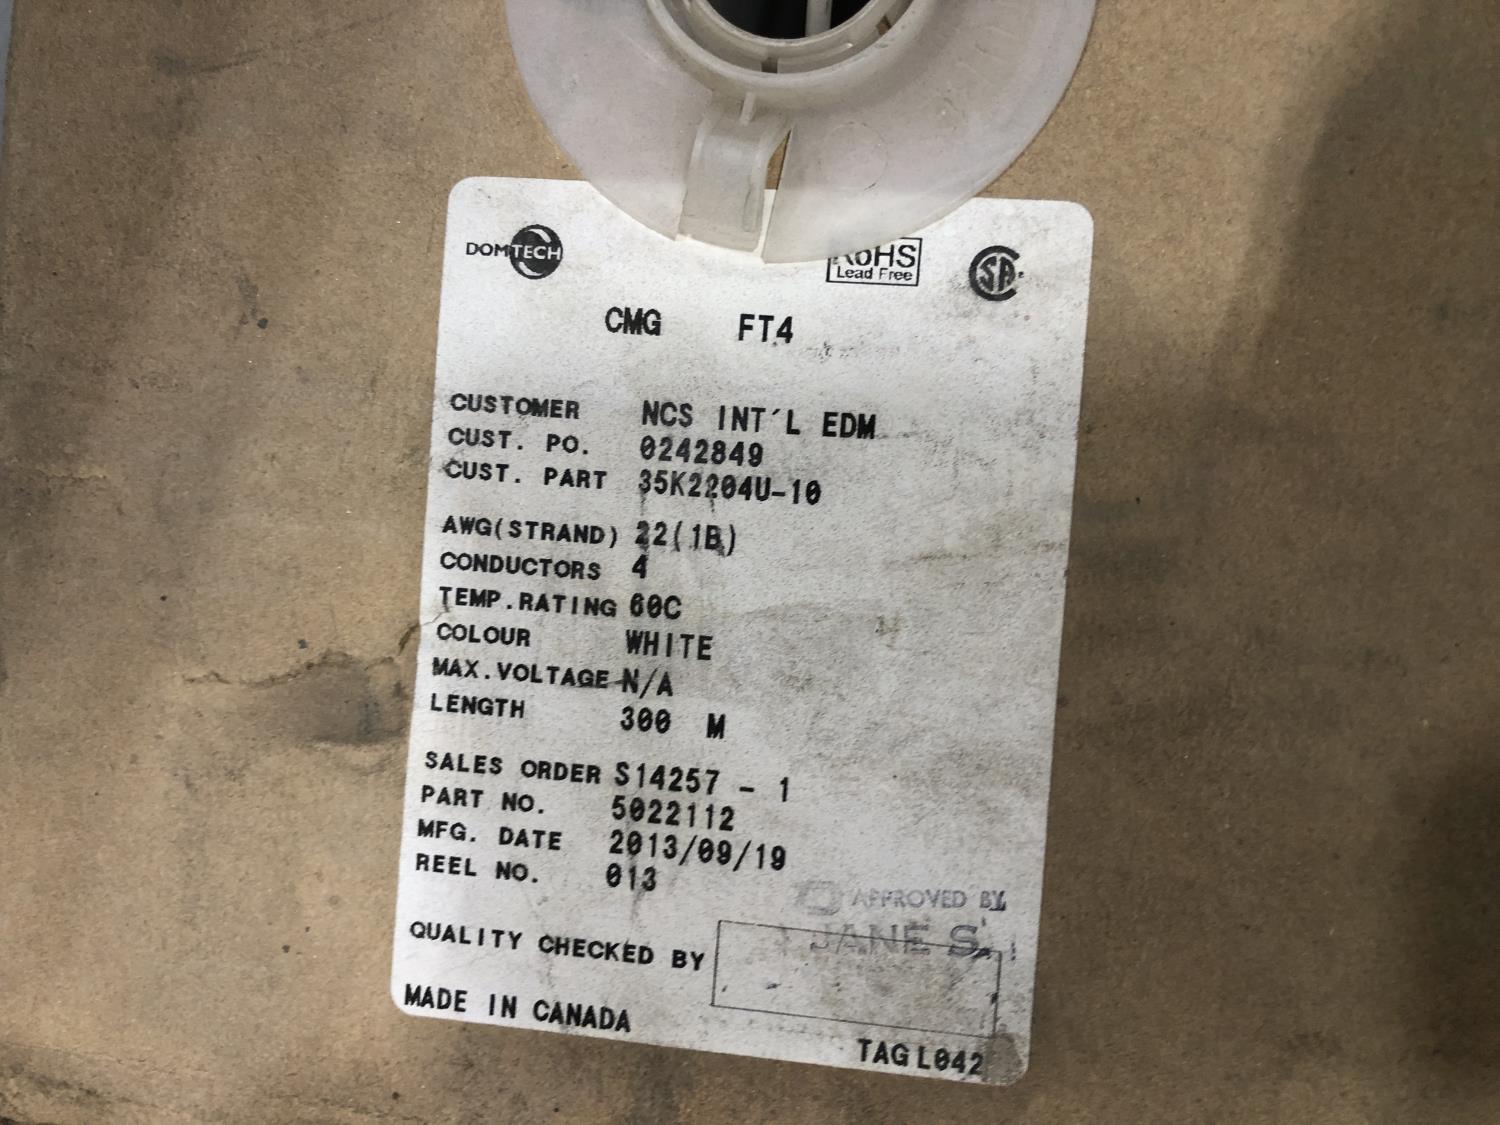 DOMTECH
RoHS
Lead Free
SA
CMG FT4
CUSTOMER NCS INT'L EDM
CUST. PO. 0242849
CUST. PART 35K2204U-10
AWG(STRAND) 22(1B)
CONDUCTORS 4
TEMP.RATING 60C
COLOUR WHITE
MAX.VOLTAGE N/A
LENGTH 300 M
SALES ORDER S14257 - 1
PART NO. 5022112
MFG. DATE 2013/09/19
REEL NO. 013
APPROVED BY
JANE S.
QUALITY CHECKED BY
MADE IN CANADA
TAG L042